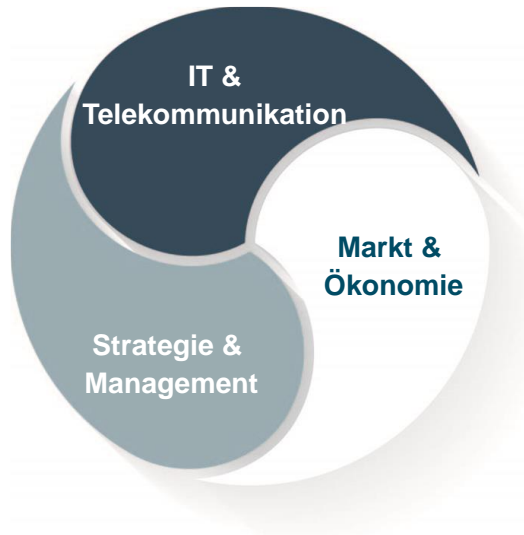 IT &
Telekommunikation
Markt &
Ökonomie
Strategie &
Management